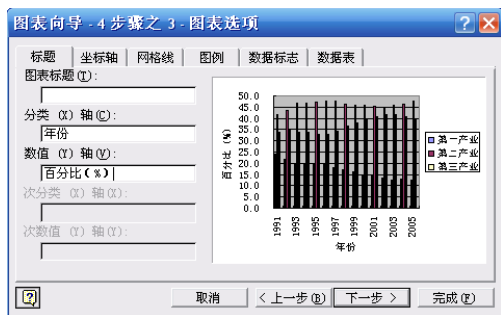 图表向导 - 4 步骤之 3 - 图表选项
标题 坐标轴 网格线 图例 数据标志 数据表
图表标题(T):
分类 (X) 轴(C):
年份
数值 (Y) 轴(V):
百分比(%)
次分类 (X) 轴(X):
次数值 (Y) 轴(Y):
50.0
45.0
40.0
35.0
30.0
25.0
20.0
15.0
10.0
5.0
0.0
百分比 (%)
1991 1993 1995 1997 1999 2001 2003 2005
年份
第一产业
第二产业
第三产业
取消 < 上一步(B) 下一步 > 完成(F)